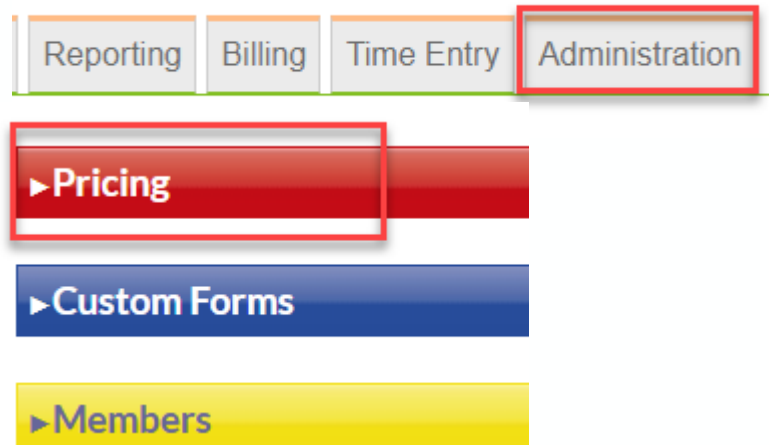 Reporting Billing Time Entry Administration
▸Pricing
▸Custom Forms
▸Members